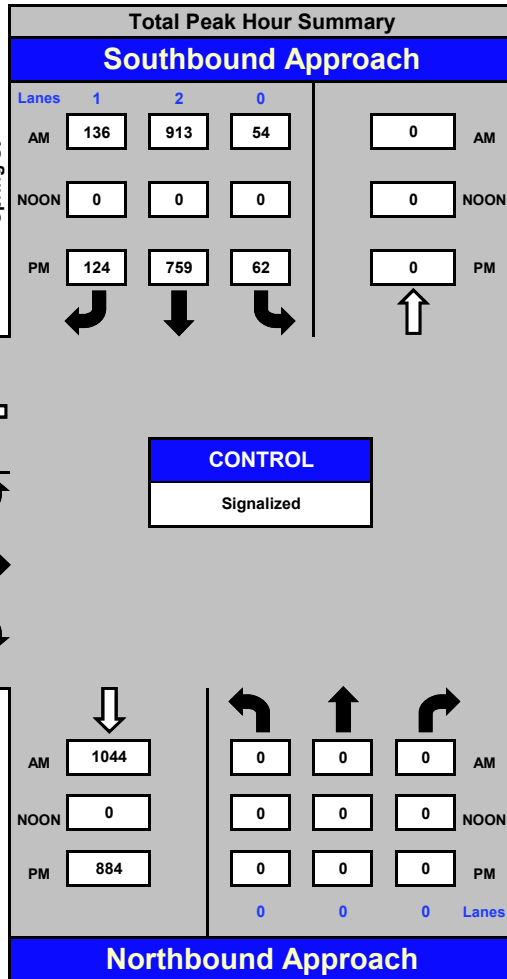 Total Peak Hour Summary
Southbound Approach
Lanes 1 2 0
AM 136 913 54 0 AM
NOON 0 0 0 0 NOON
PM 124 759 62 0 PM
CONTROL
Signalized
AM 1044 0 0 0 AM
NOON 0 0 0 0 NOON
PM 884 0 0 0 PM
0 0 0 Lanes
Northbound Approach